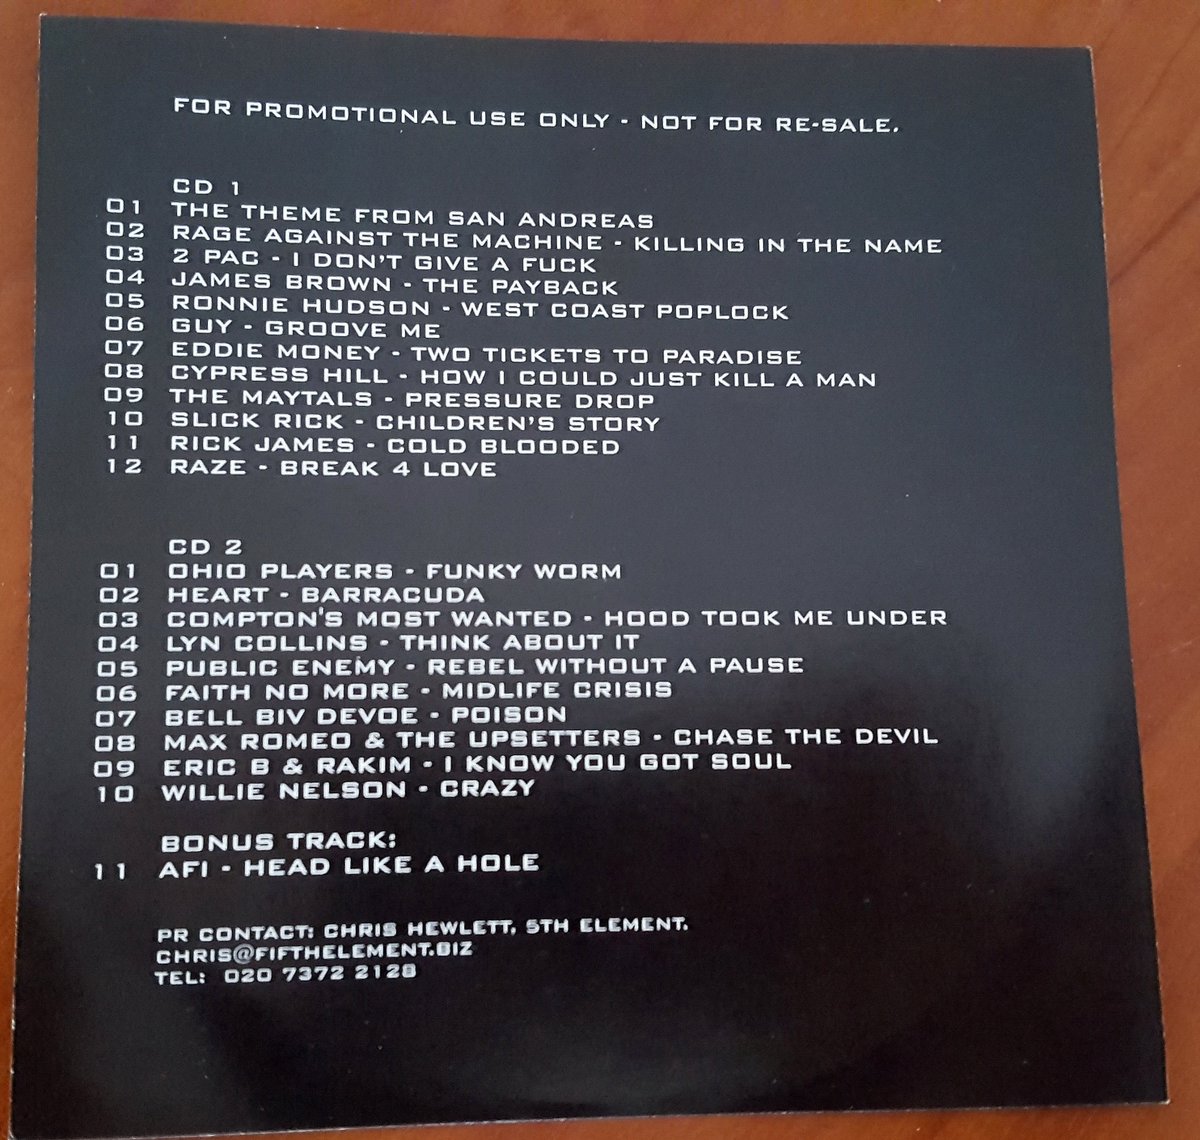 FOR PROMOTIONAL USE ONLY - NOT FOR RE-SALE.
CD 1
01 THE THEME FROM SAN ANDREAS
02 RAGE AGAINST THE MACHINE - KILLING IN THE NAME
03 2 PAC - I DON'T GIVE A FUCK
04 JAMES BROWN - THE PAYBACK
05 RONNIE HUDSON - WEST COAST POPLOCK
06 GUY - GROOVE ME
07 EDDIE MONEY - TWO TICKETS TO PARADISE
08 CYPRESS HILL - HOW I COULD JUST KILL A MAN
09 THE MAYTALS - PRESSURE DROP
10 SLICK RICK - CHILDREN'S STORY
11 RICK JAMES - COLD BLOODED
12 RAZE - BREAK 4 LOVE
CD 2
01 OHIO PLAYERS - FUNKY WORM
02 HEART - BARRACUDA
03 COMPTON'S MOST WANTED - HOOD TOOK ME UNDER
04 LYN COLLINS - THINK ABOUT IT
05 PUBLIC ENEMY - REBEL WITHOUT A PAUSE
06 FAITH NO MORE - MIDLIFE CRISIS
07 BELL BIV DEVOE - POISON
08 MAX ROMEO & THE UPSETTERS - CHASE THE DEVIL
09 ERIC B & RAKIM - I KNOW YOU GOT SOUL
10 WILLIE NELSON - CRAZY
BONUS TRACK:
11 AFI - HEAD LIKE A HOLE
PR CONTACT: CHRIS HEWLETT, 5TH ELEMENT.
CHRIS@FIFTHELEMENT.BIZ
TEL: 020 7372 2128